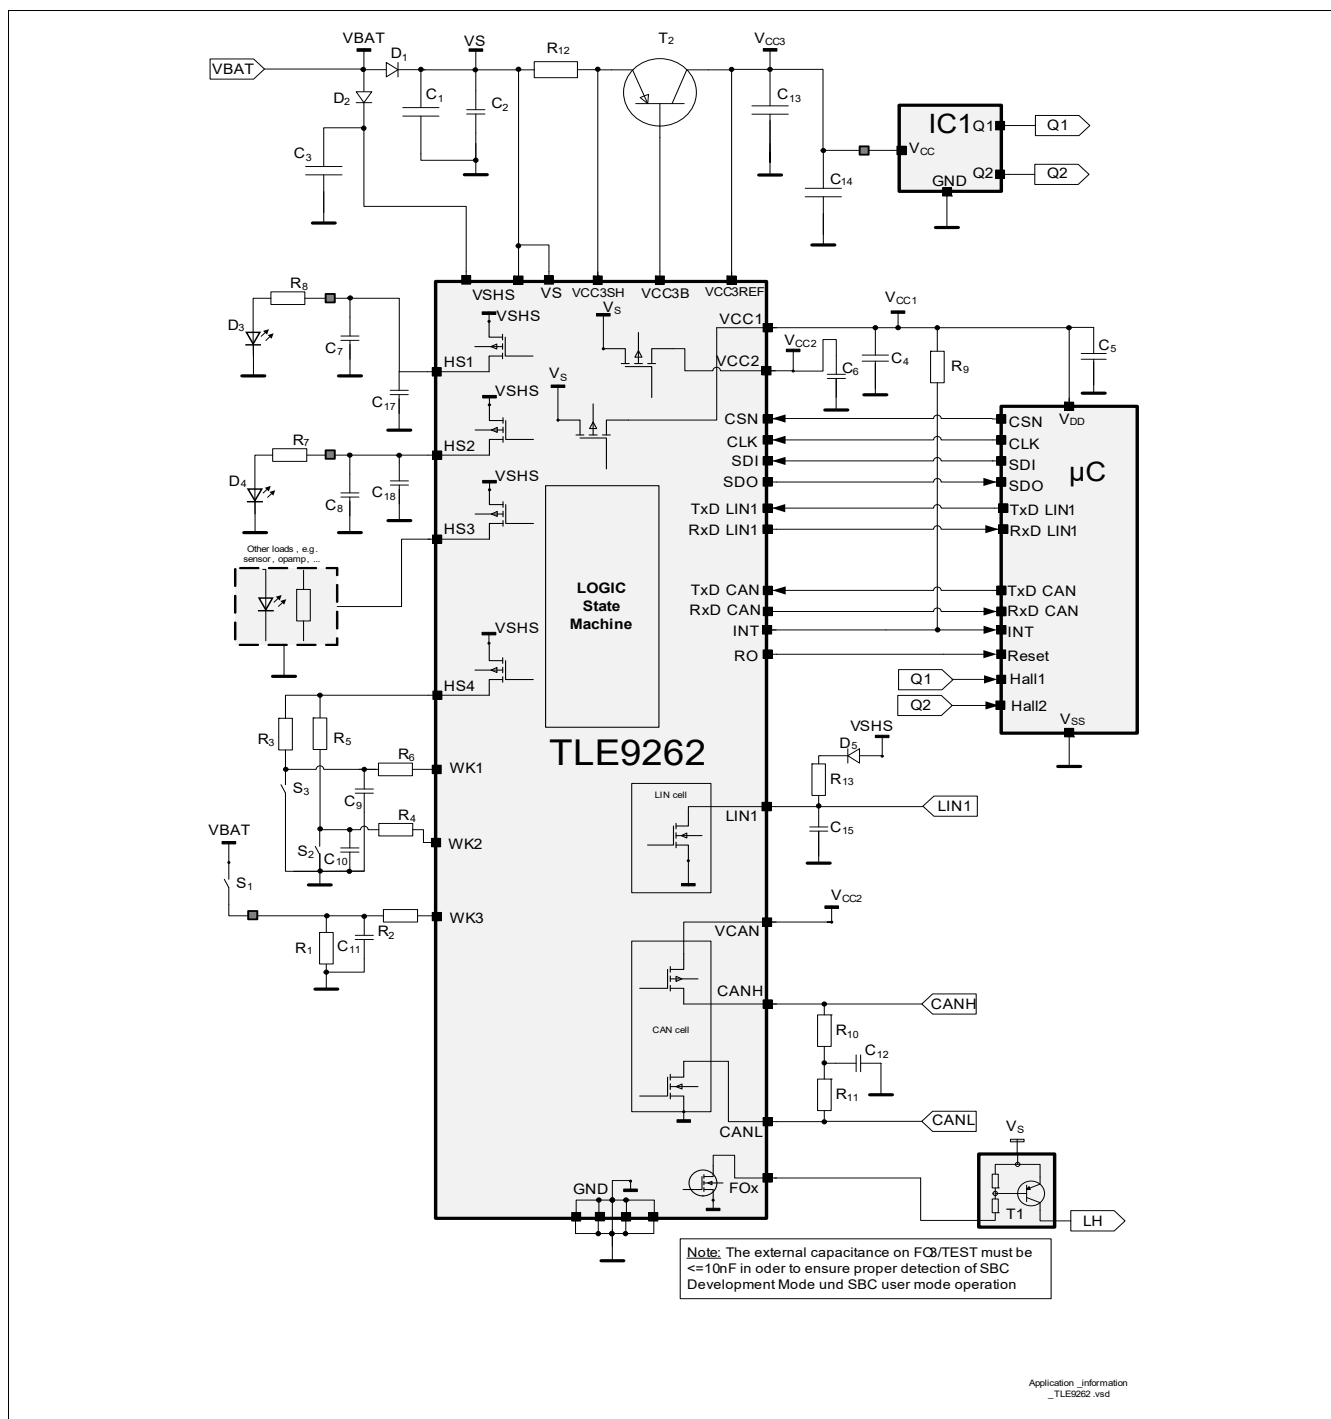 VBAT
VBAT
D1
VS
R12
T2
VCC3
D2
C1
C2
C3
C13
C14
IC1
Q1
Q1
VCC
Q2
Q2
GND
VSHS
VS
VCC3SH
VCC3B
VCC3REF
R8
D3
C7
C17
HS1
VSHS
VS
VS
VCC1
VCC2
VCC2
C6
VCC1
C4
R9
C5
VSHS
R7
HS2
D4
C8
C18
VSHS
HS3
Other loads , e.g.
sensor , opamp , ...
CSN
CLK
SDI
SDO
TxD LIN1
RxD LIN1
TxD CAN
RxD CAN
INT
RO
VDD
CSN
CLK
SDI
SDO
µC
TxD LIN1
RxD LIN1
TxD CAN
RxD CAN
INT
Reset
Q1
Hall1
Q2
Hall2
VSS
LOGIC
State
Machine
VSHS
HS4
R3
R5
R6
WK1
S3
C9
R4
VBAT
S2
C10
WK2
S1
R1
C11
R2
WK3
TLE9262
LIN cell
LIN1
VSHS
D5
R13
LIN1
C15
VCC2
VCAN
CANH
CANH
CAN cell
R10
C12
R11
CANL
CANL
VS
FOx
T1
LH
GND
Note: The external capacitance on FO3/TEST must be
<=10nF in oder to ensure proper detection of SBC
Development Mode und SBC user mode operation
Application _information
_TLE9262 .vsd